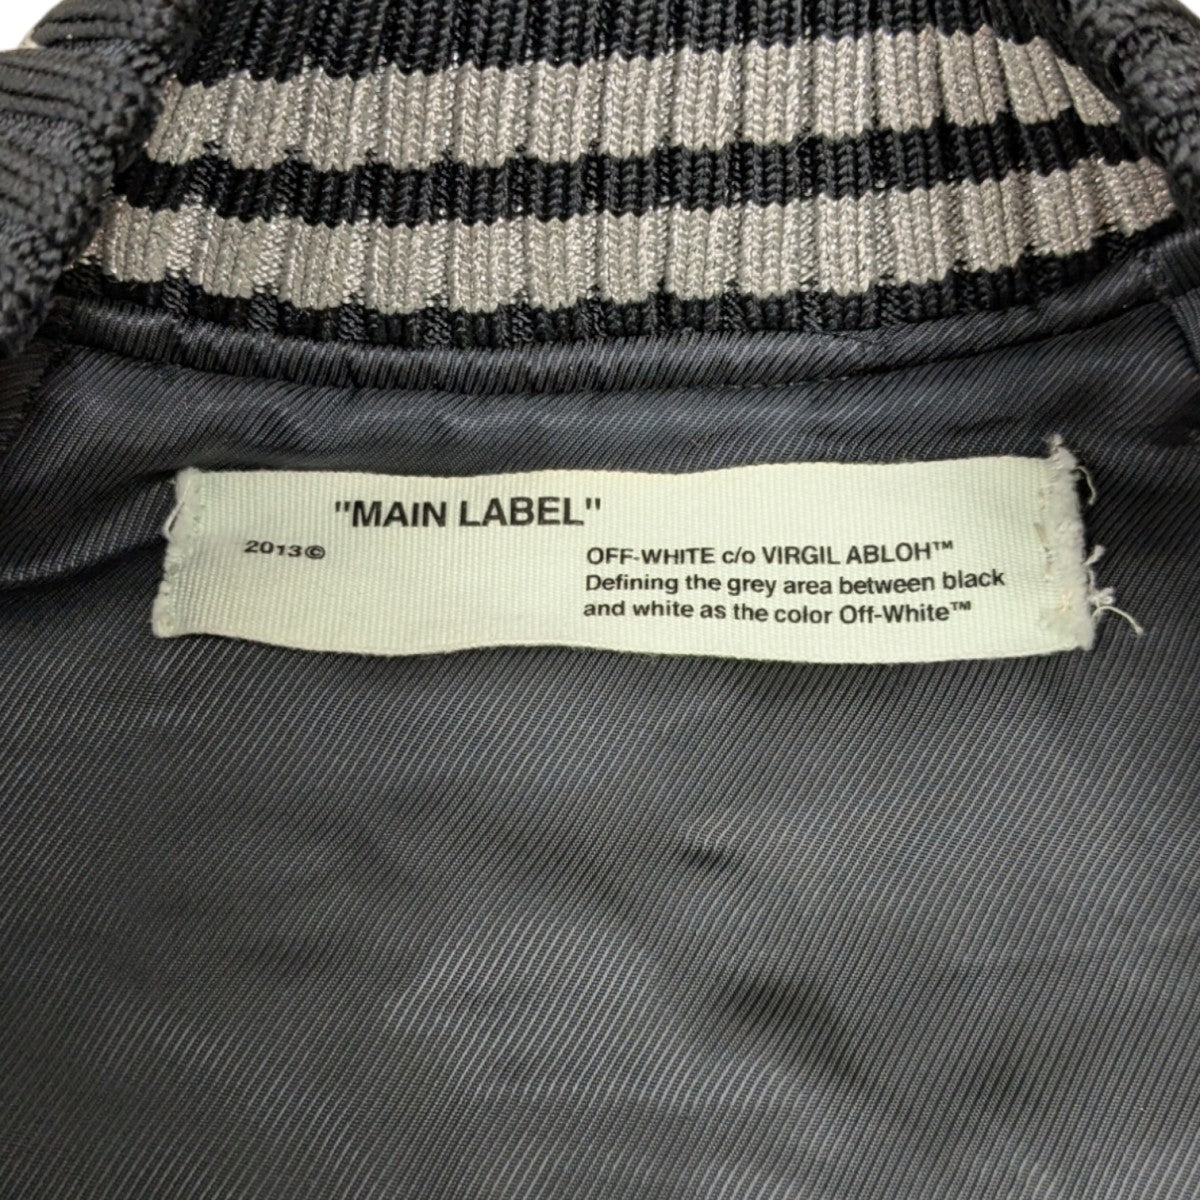 "MAIN LABEL"
2013©
OFF-WHITE c/o VIRGIL ABLOH™
Defining the grey area between black
and white as the color Off-White™